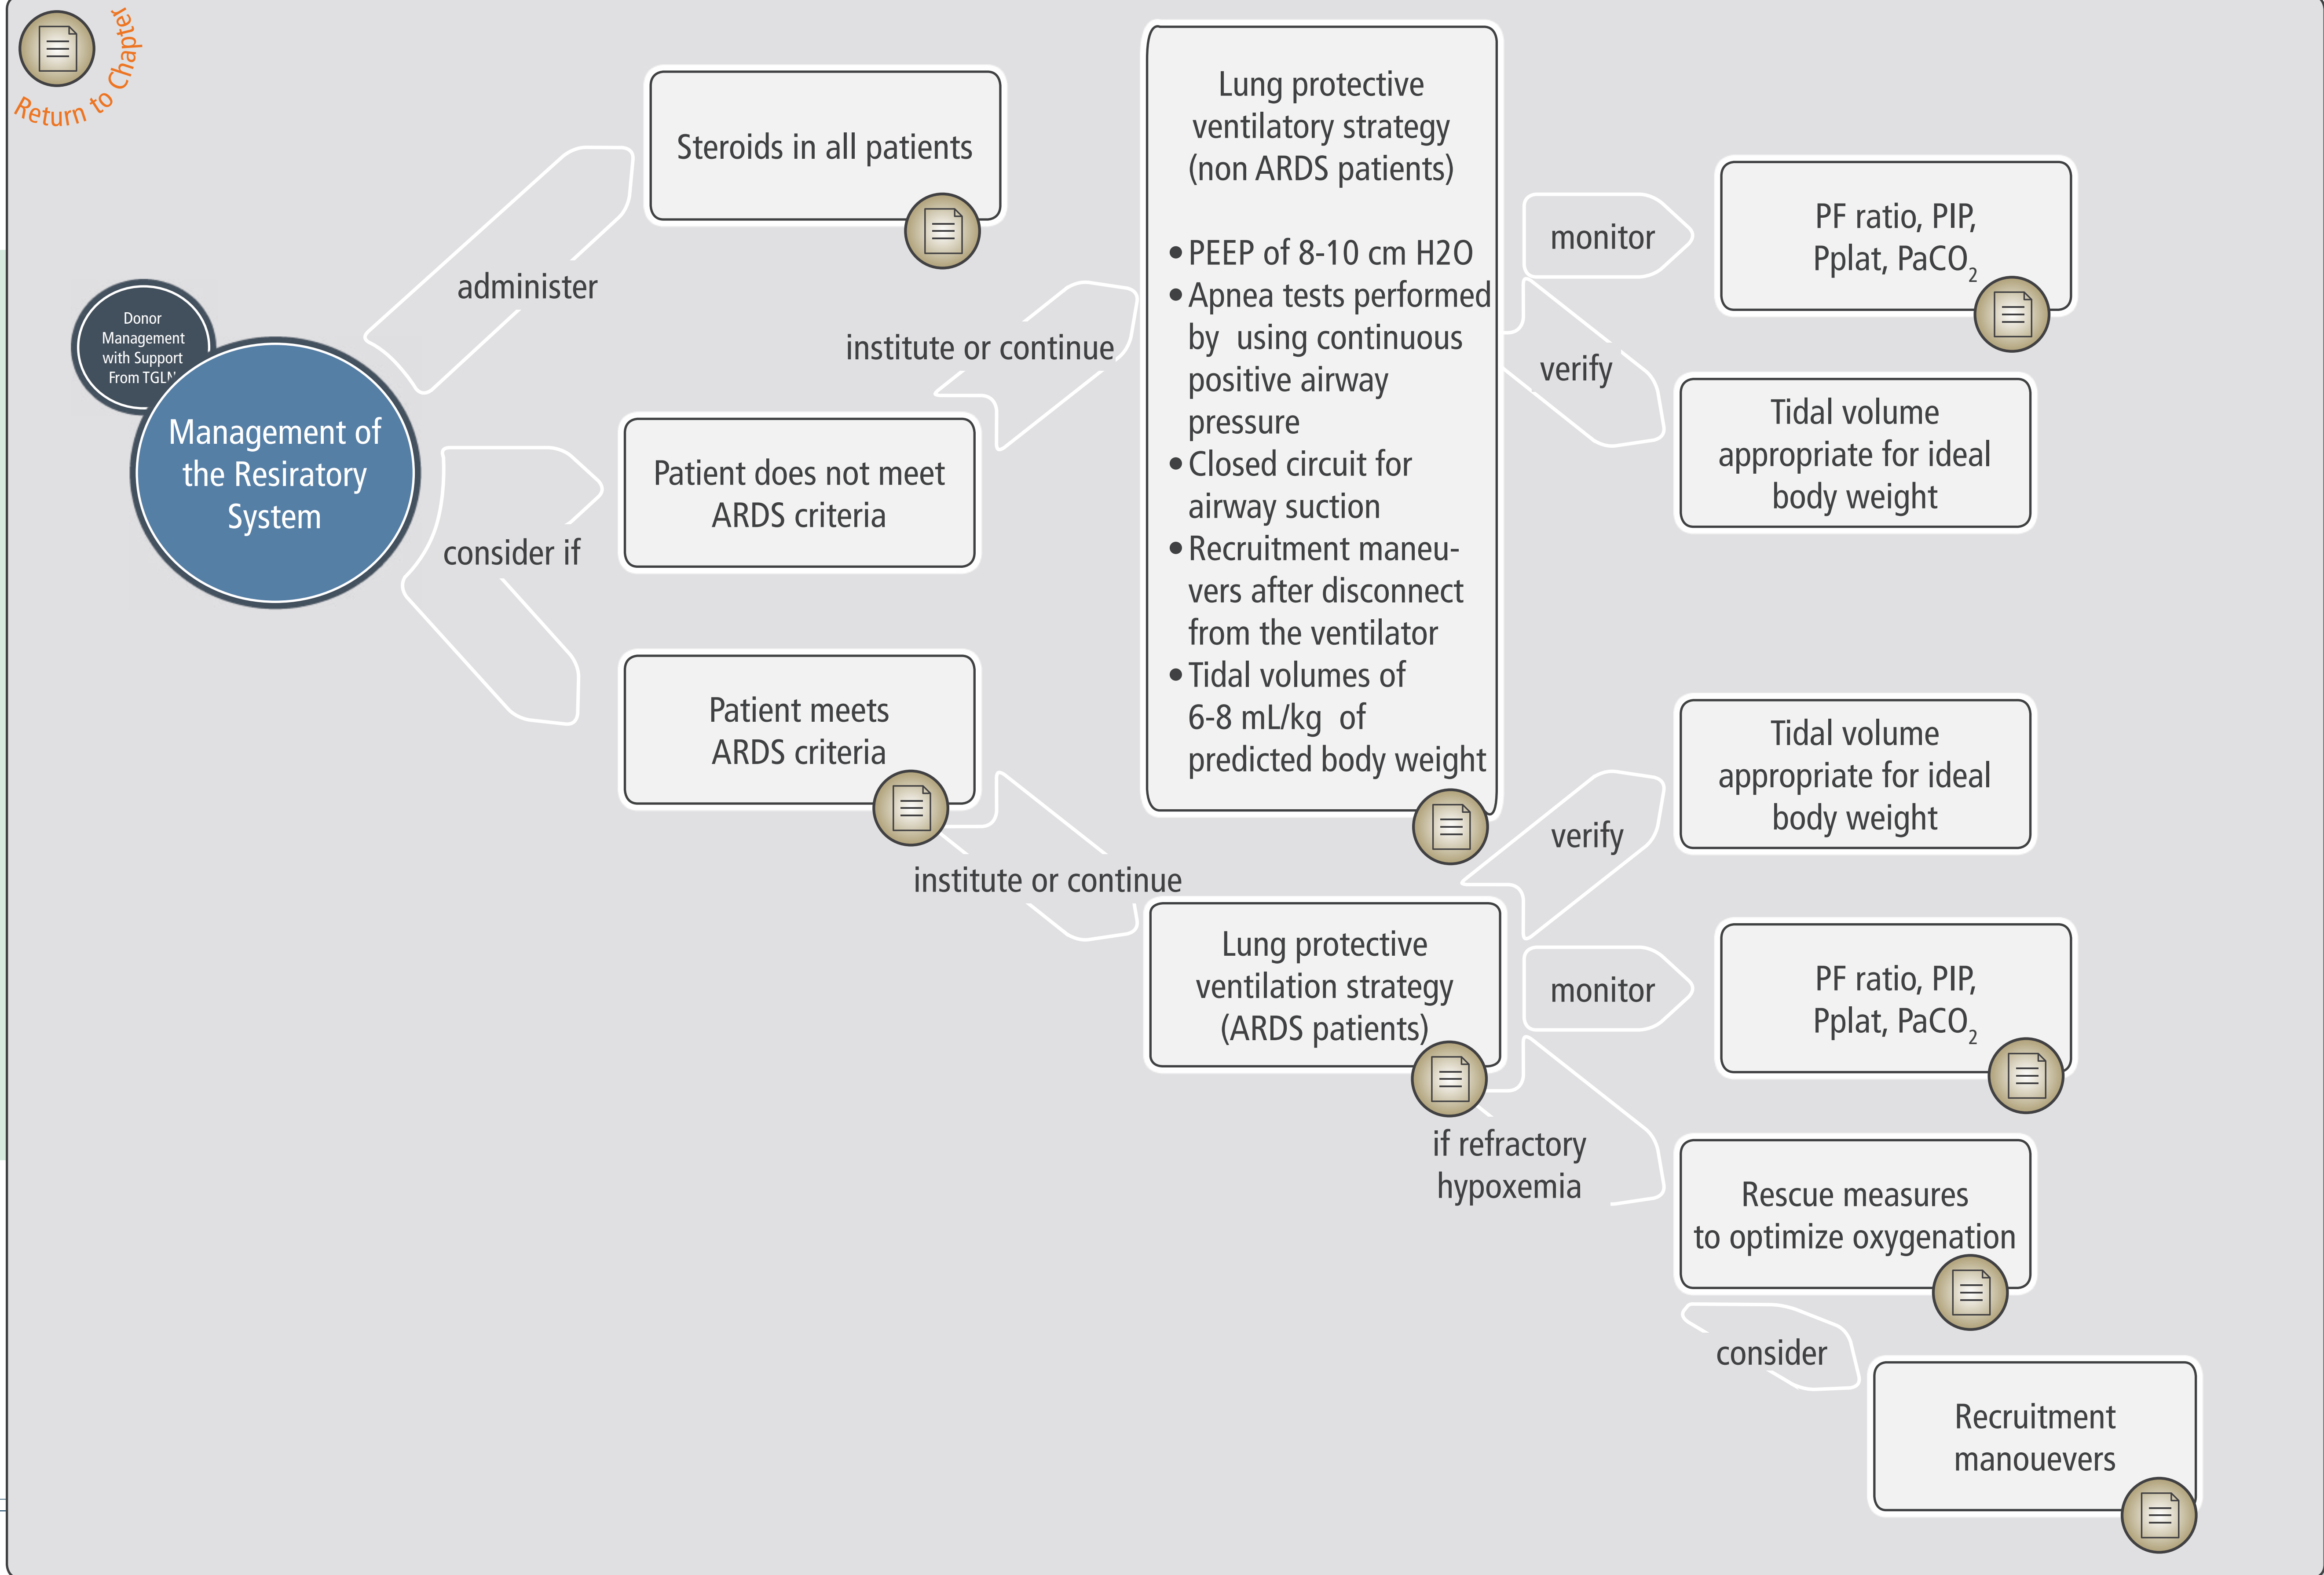 Return to Chapter
Donor
Management
with Support
From TGLN
Management of
the Resiratory
System
administer
Steroids in all patients
consider if
Patient does not meet
ARDS criteria
institute or continue
Lung protective
ventilatory strategy
(non ARDS patients)
•PEEP of 8-10 cm H2O
•Apnea tests performed
by  using continuous
positive airway
pressure
•Closed circuit for
airway suction
•Recruitment maneu-
vers after disconnect
from the ventilator
•Tidal volumes of
6-8 mL/kg  of
predicted body weight
monitor
PF ratio, PIP,
Pplat, PaCO₂
verify
Tidal volume
appropriate for ideal
body weight
Patient meets
ARDS criteria
institute or continue
Lung protective
ventilation strategy
(ARDS patients)
verify
Tidal volume
appropriate for ideal
body weight
monitor
PF ratio, PIP,
Pplat, PaCO₂
if refractory
hypoxemia
Rescue measures
to optimize oxygenation
consider
Recruitment
manouevers